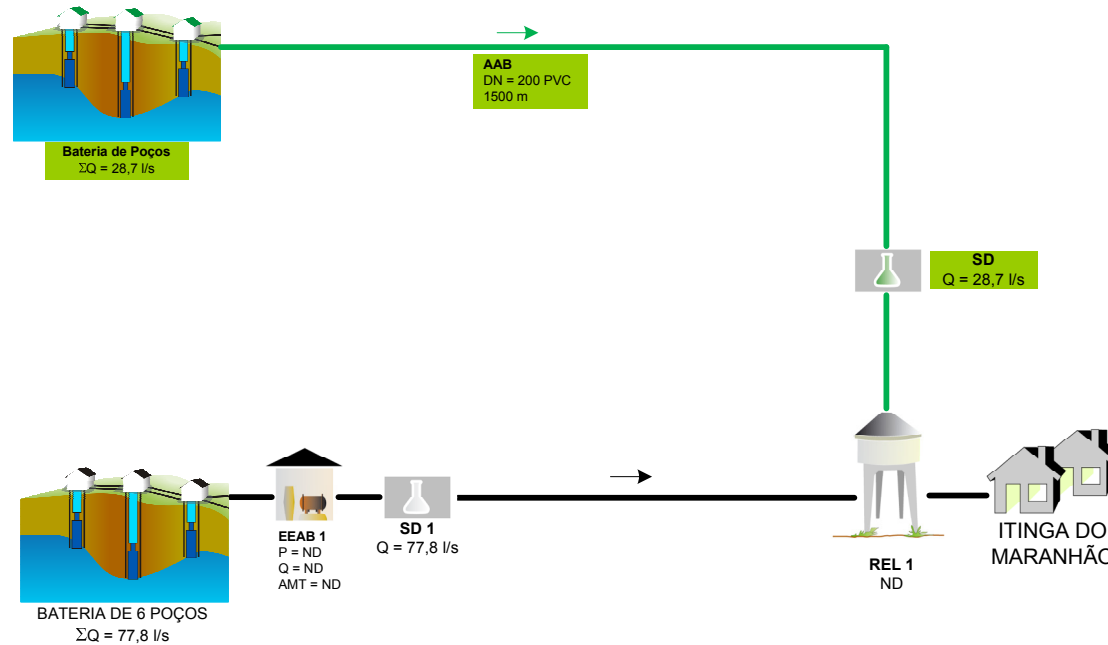 AAB
DN = 200 PVC
1500 m
Bateria de Poços
ΣQ = 28,7 l/s
SD
Q = 28,7 l/s
EEAB 1
P = ND
Q = ND
AMT = ND
SD 1
Q = 77,8 l/s
REL 1
ND
ITINGA DO
MARANHÃO
BATERIA DE 6 POÇOS
ΣQ = 77,8 l/s